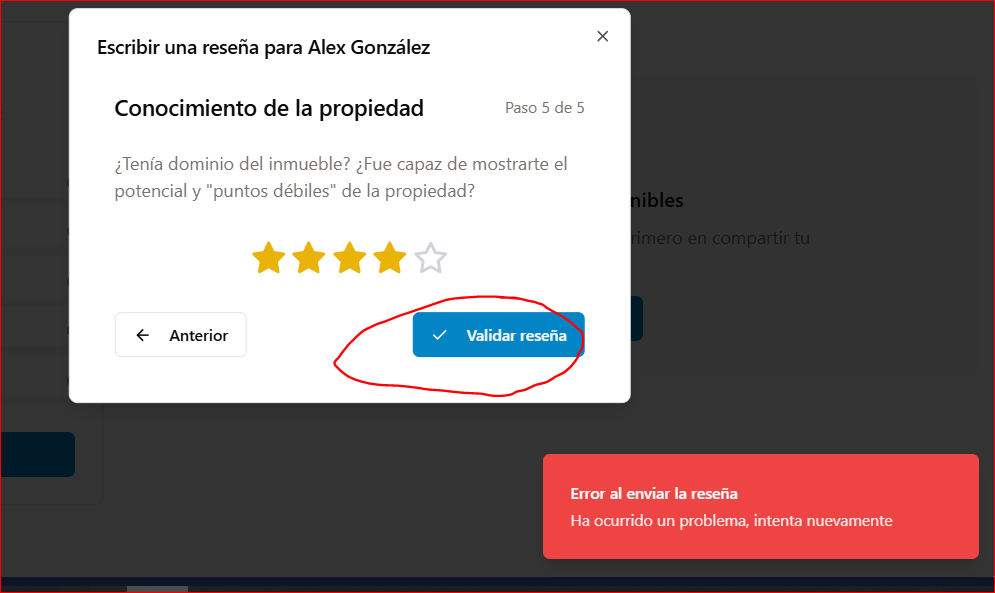 Escribir una reseña para Alex González
Conocimiento de la propiedad
Paso 5 de 5
¿Tenía dominio del inmueble? ¿Fue capaz de mostrarte el
potencial y "puntos débiles" de la propiedad?
nibles
rimero en compartir tu
Anterior
Validar reseña
Error al enviar la reseña
Ha ocurrido un problema, intenta nuevamente